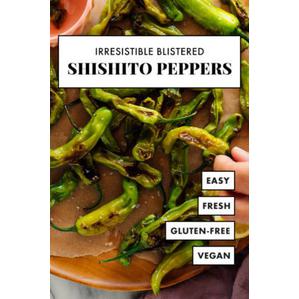 IRRESISTIBLE BLISTERED
SHISHITO PEPPERS
EASY
FRESH
GLUTEN-FREE
VEGAN